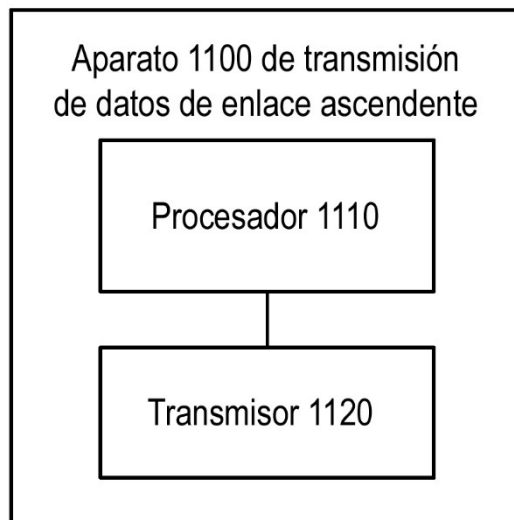 Aparato 1100 de transmisión
de datos de enlace ascendente
Procesador 1110
Transmisor 1120